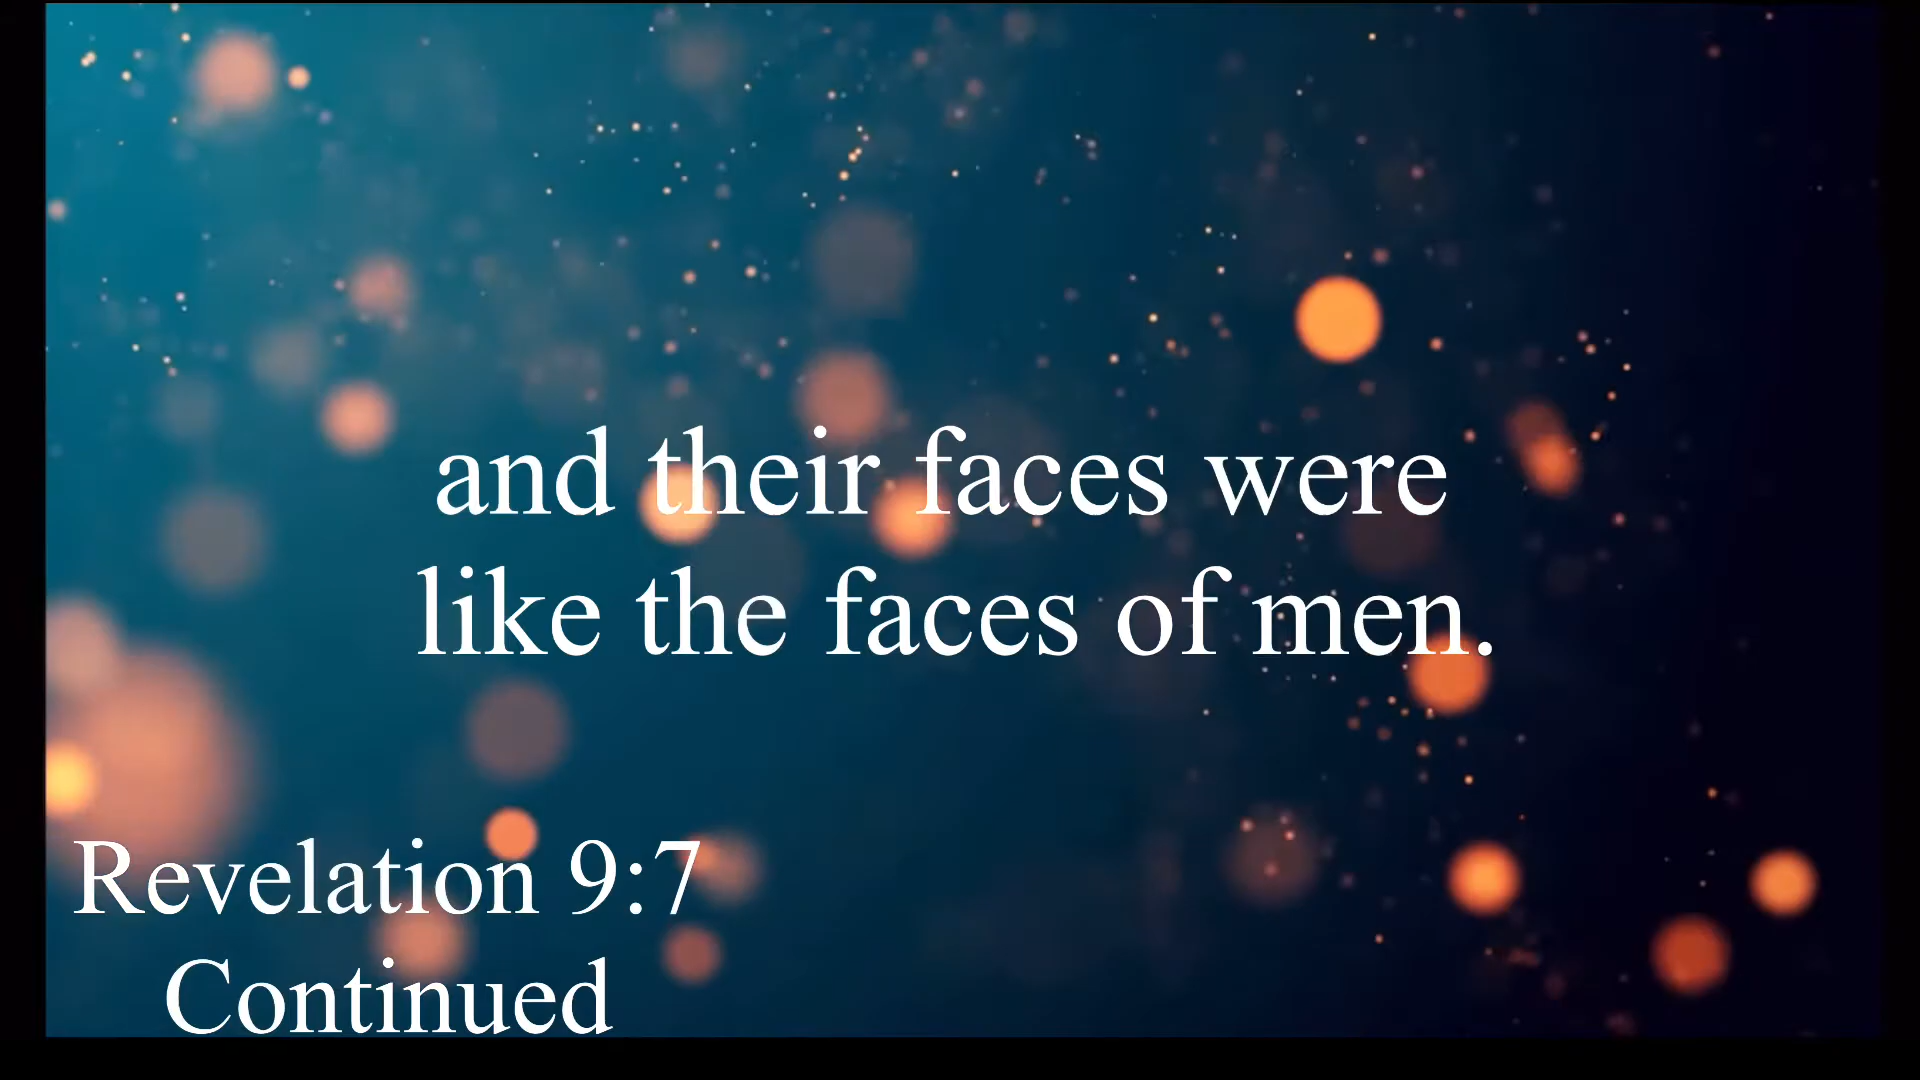 and their faces were
like the faces of men.
Revelation 9:7
Continued